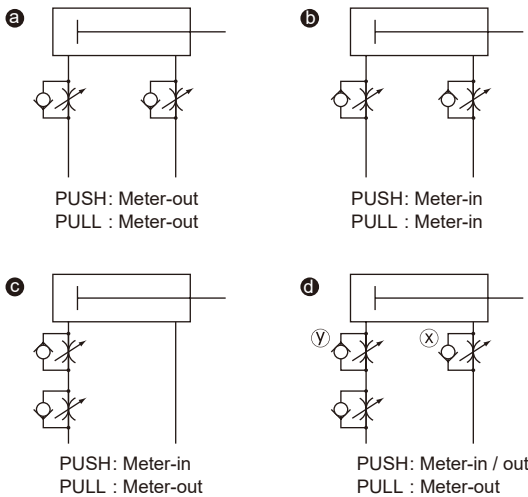 a
b
PUSH: Meter-out
PULL : Meter-out
PUSH: Meter-in
PULL : Meter-in
c
d
y
x
PUSH: Meter-in
PULL : Meter-out
PUSH: Meter-in / out
PULL : Meter-out